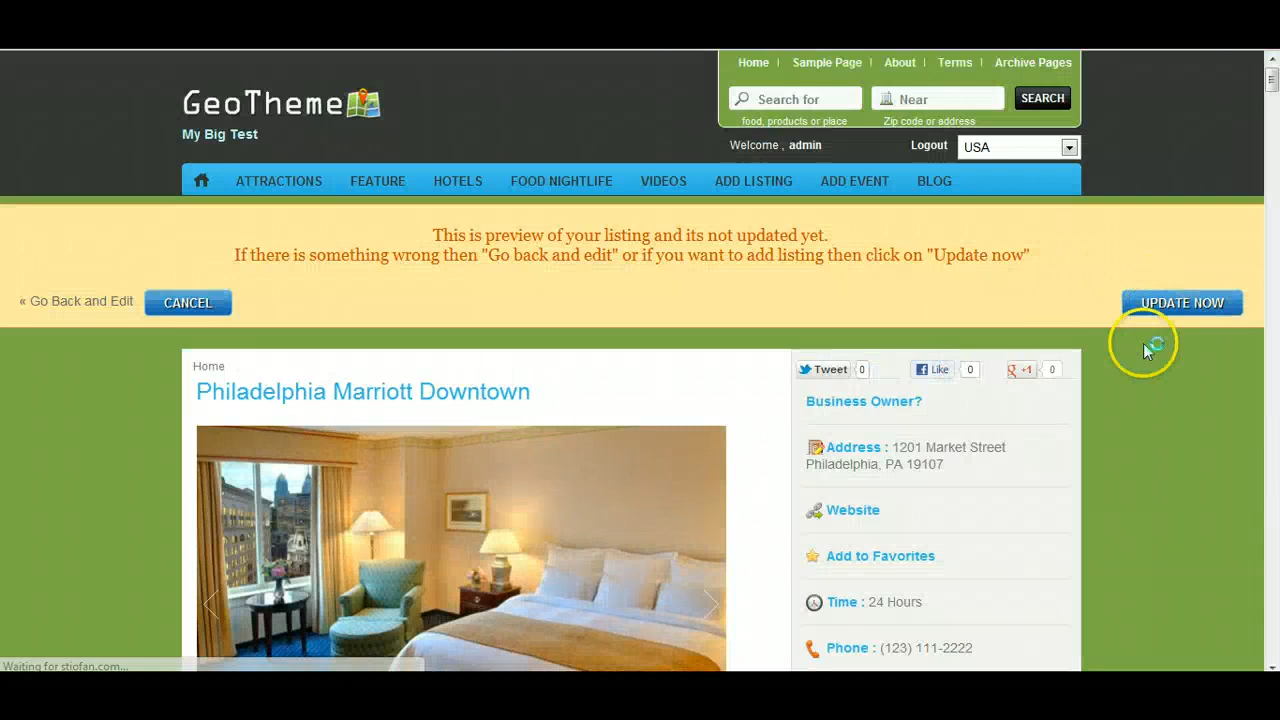 Home
Sample Page
About
Terms
Archive Pages
GeoTheme
My Big Test
Search for
Near
SEARCH
food, products or place
Zip code or address
Welcome , admin
Logout
USA
ATTRACTIONS
FEATURE
HOTELS
FOOD NIGHTLIFE
VIDEOS
ADD LISTING
ADD EVENT
BLOG
This is preview of your listing and its not updated yet.
If there is something wrong then "Go back and edit" or if you want to add listing then click on "Update now"
« Go Back and Edit
CANCEL
UPDATE NOW
Home
Philadelphia Marriott Downtown
Tweet
0
Like
0
+1
0
Business Owner?
Address : 1201 Market Street
Philadelphia, PA 19107
Website
Add to Favorites
Time : 24 Hours
Phone : (123) 111-2222
Waiting for stiofan.com...